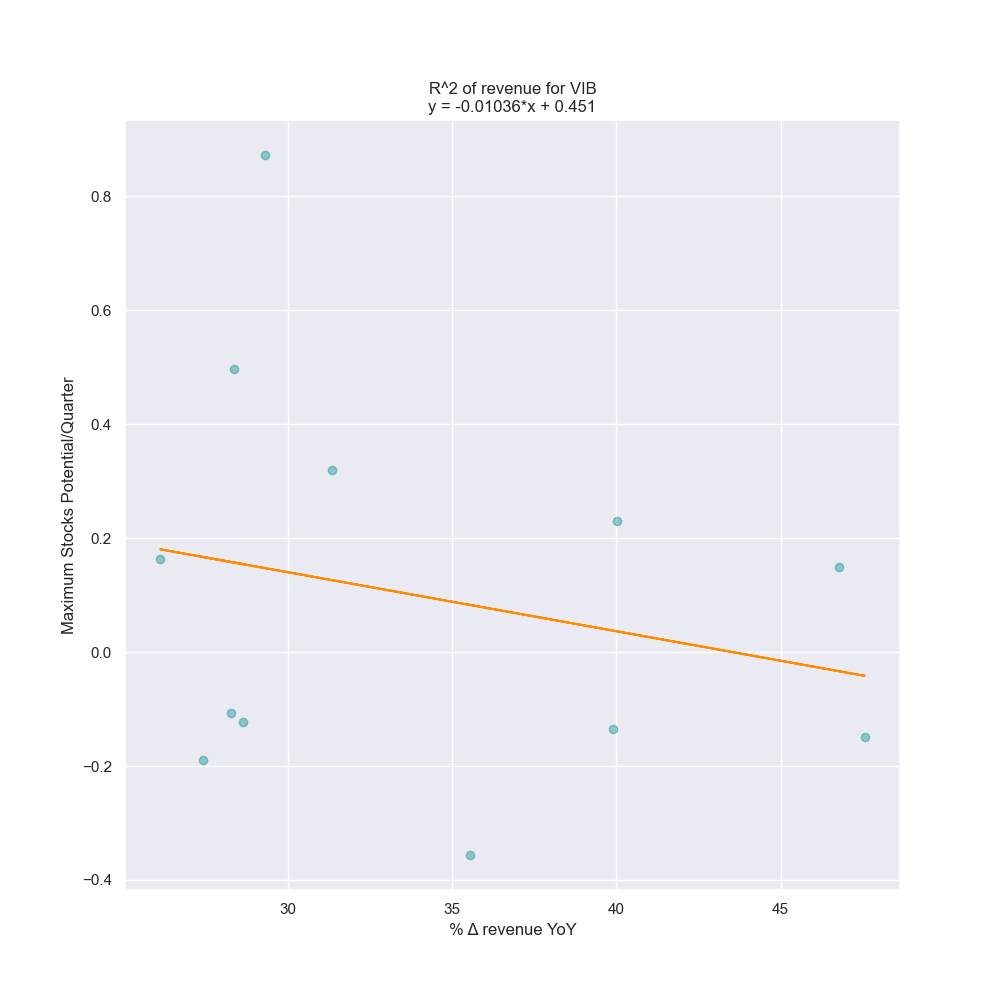 R^2 of revenue for VIB
y = -0.01036*x + 0.451
Maximum Stocks Potential/Quarter
0.8
0.6
0.4
0.2
0.0
−0.2
−0.4
30
35
40
45
% Δ revenue YoY